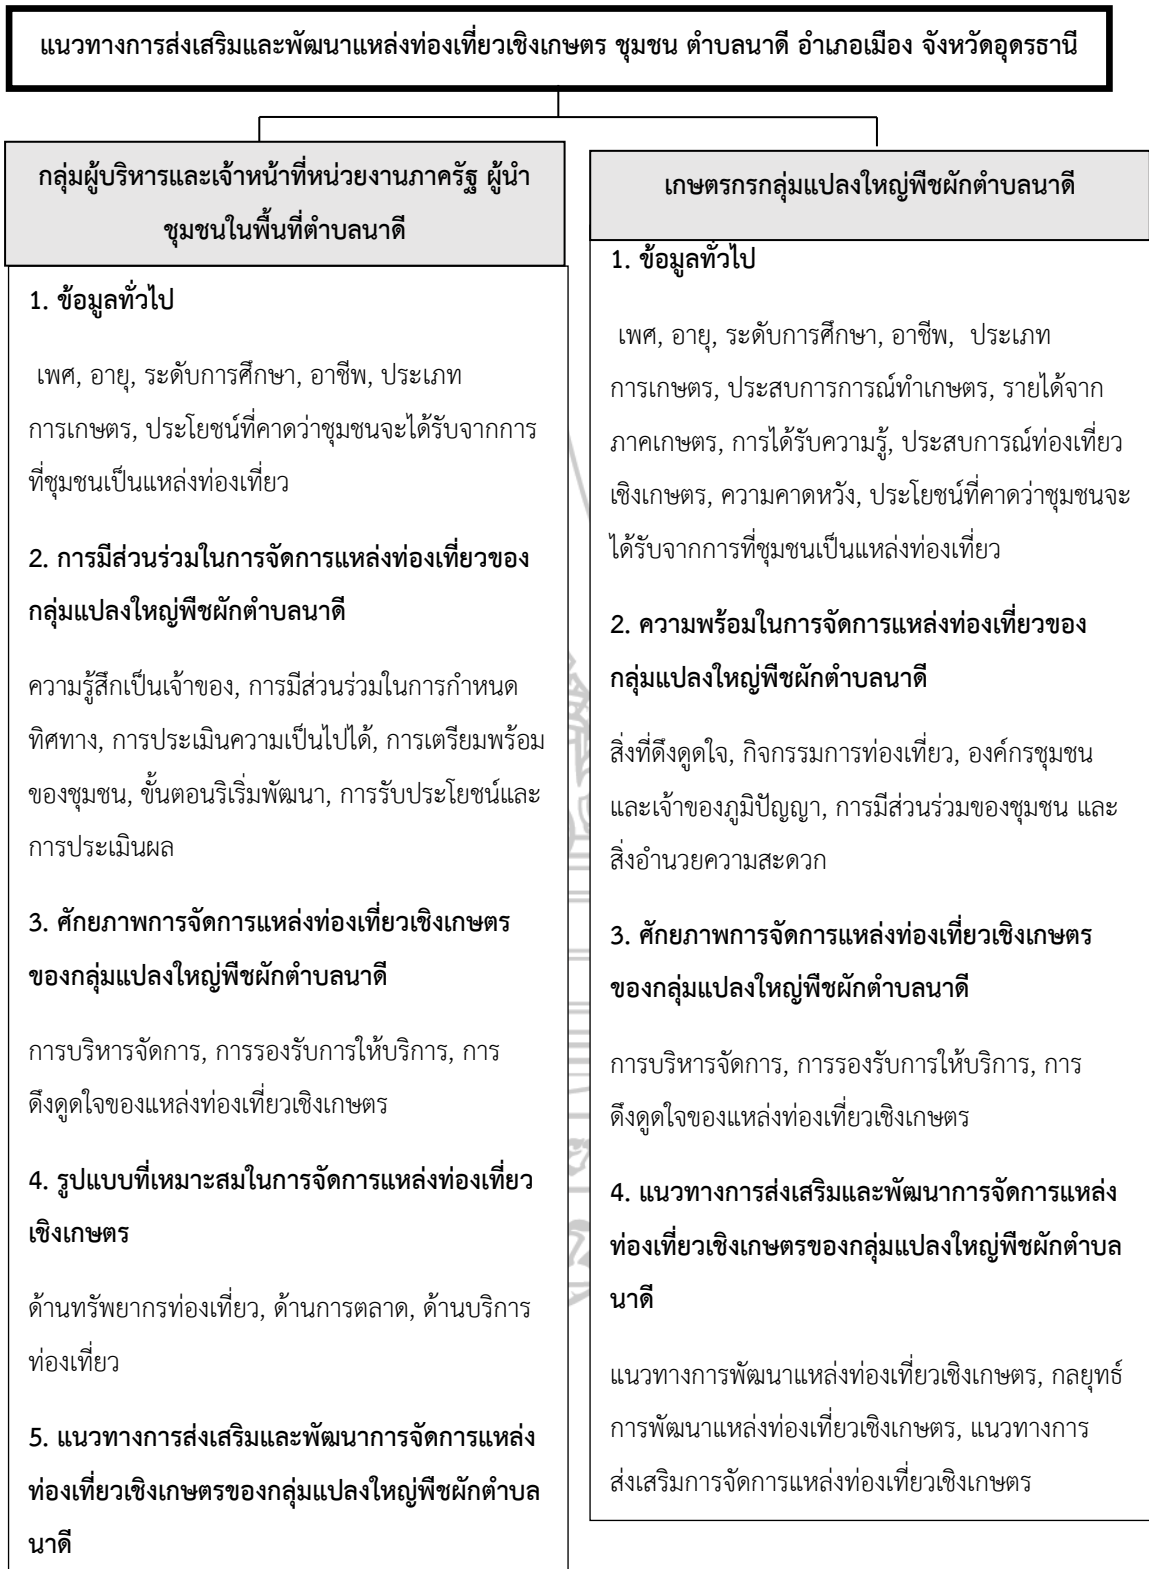 แนวทางการส่งเสริมและพัฒนาแหล่งท่องเที่ยวเชิงเกษตร ชุมชน ตำบลนาดี อำเภอเมือง จังหวัดอุดรธานี
กลุ่มผู้บริหารและเจ้าหน้าที่หน่วยงานภาครัฐ ผู้นำ
ชุมชนในพื้นที่ตำบลนาดี
1. ข้อมูลทั่วไป
เพศ, อายุ, ระดับการศึกษา, อาชีพ, ประเภท
การเกษตร, ประโยชน์ที่คาดว่าชุมชนจะได้รับจากการ
ที่ชุมชนเป็นแหล่งท่องเที่ยว
2. การมีส่วนร่วมในการจัดการแหล่งท่องเที่ยวของ
กลุ่มแปลงใหญ่พืชผักตำบลนาดี
ความรู้สึกเป็นเจ้าของ, การมีส่วนร่วมในการกำหนด
ทิศทาง, การประเมินความเป็นไปได้, การเตรียมพร้อม
ของชุมชน, ขั้นตอนริเริ่มพัฒนา, การรับประโยชน์และ
การประเมินผล
3. ศักยภาพการจัดการแหล่งท่องเที่ยวเชิงเกษตร
ของกลุ่มแปลงใหญ่พืชผักตำบลนาดี
การบริหารจัดการ, การรองรับการให้บริการ, การ
ดึงดูดใจของแหล่งท่องเที่ยวเชิงเกษตร
4. รูปแบบที่เหมาะสมในการจัดการแหล่งท่องเที่ยว
เชิงเกษตร
ด้านทรัพยากรท่องเที่ยว, ด้านการตลาด, ด้านบริการ
ท่องเที่ยว
5. แนวทางการส่งเสริมและพัฒนาการจัดการแหล่ง
ท่องเที่ยวเชิงเกษตรของกลุ่มแปลงใหญ่พืชผักตำบล
นาดี
เกษตรกรกลุ่มแปลงใหญ่พืชผักตำบลนาดี
1. ข้อมูลทั่วไป
เพศ, อายุ, ระดับการศึกษา, อาชีพ, ประเภท
การเกษตร, ประสบการการณ์ทำเกษตร, รายได้จาก
ภาคเกษตร, การได้รับความรู้, ประสบการณ์ท่องเที่ยว
เชิงเกษตร, ความคาดหวัง, ประโยชน์ที่คาดว่าชุมชนจะ
ได้รับจากการที่ชุมชนเป็นแหล่งท่องเที่ยว
2. ความพร้อมในการจัดการแหล่งท่องเที่ยวของ
กลุ่มแปลงใหญ่พืชผักตำบลนาดี
สิ่งที่ดึงดูดใจ, กิจกรรมการท่องเที่ยว, องค์กรชุมชน
และเจ้าของภูมิปัญญา, การมีส่วนร่วมของชุมชน และ
สิ่งอำนวยความสะดวก
3. ศักยภาพการจัดการแหล่งท่องเที่ยวเชิงเกษตร
ของกลุ่มแปลงใหญ่พืชผักตำบลนาดี
การบริหารจัดการ, การรองรับการให้บริการ, การ
ดึงดูดใจของแหล่งท่องเที่ยวเชิงเกษตร
4. แนวทางการส่งเสริมและพัฒนาการจัดการแหล่ง
ท่องเที่ยวเชิงเกษตรของกลุ่มแปลงใหญ่พืชผักตำบล
นาดี
แนวทางการพัฒนาแหล่งท่องเที่ยวเชิงเกษตร, กลยุทธ์
การพัฒนาแหล่งท่องเที่ยวเชิงเกษตร, แนวทางการ
ส่งเสริมการจัดการแหล่งท่องเที่ยวเชิงเกษตร